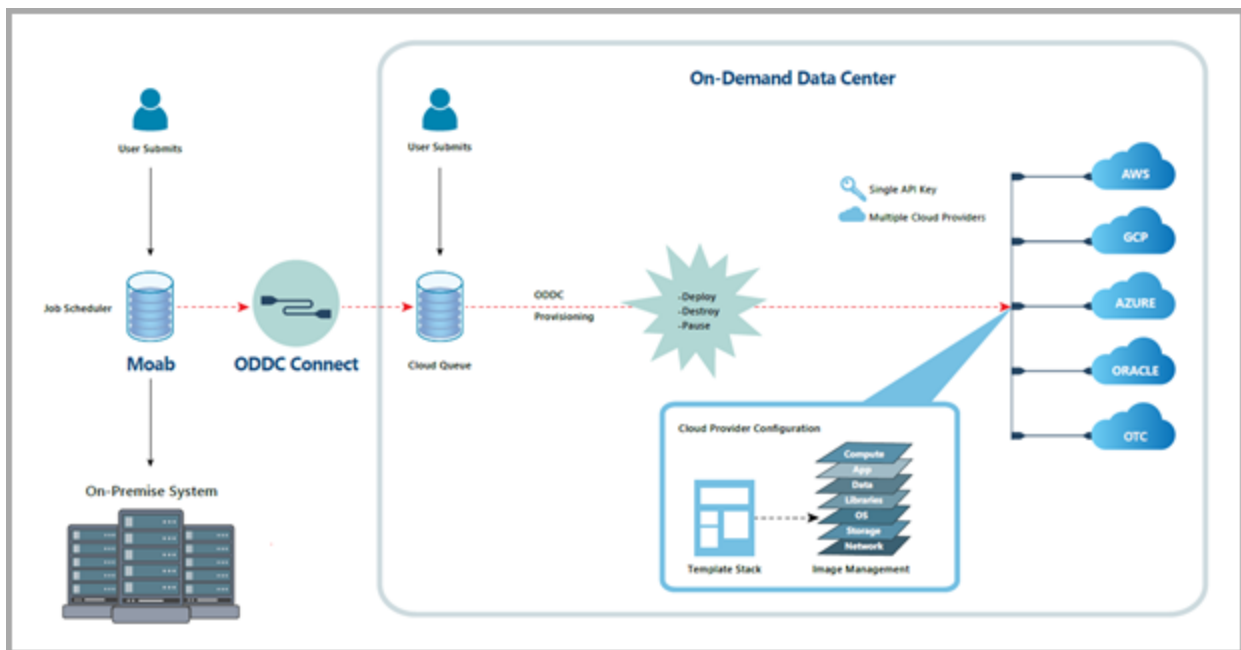 On-Demand Data Center
User Submits
User Submits
Single API Key
Multiple Cloud Providers
AWS
GCP
AZURE
ORACLE
OTC
Job Scheduler
Moab
ODDC Connect
Cloud Queue
ODDC
Provisioning
-Deploy
-Destroy
-Pause
On-Premise System
Cloud Provider Configuration
Template Stack
Compute
App
Data
Libraries
OS
Storage
Network
Image Management